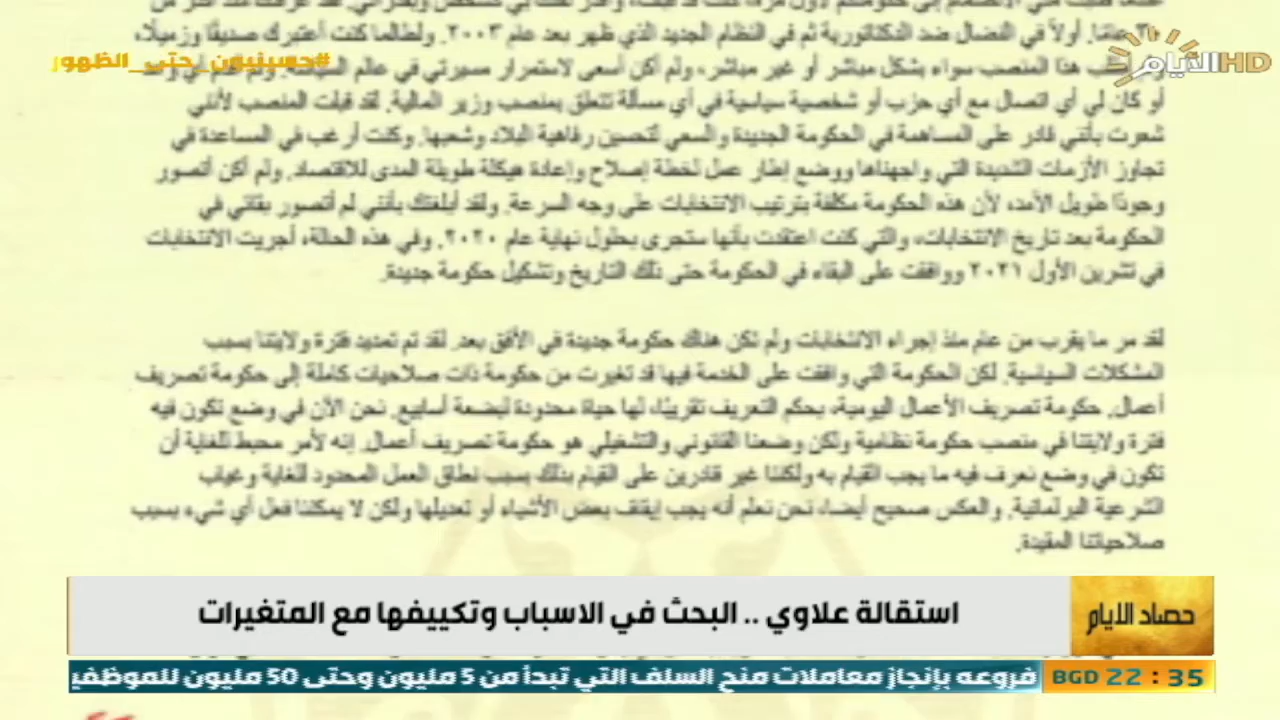 #حسينيون_حتى_الظهور
الأيام HD
عامًا. أولاً في النضال ضد الدكتاتورية ثم في النظام الجديد الذي ظهر بعد عام ٢٠٠٣. ولطالما كنت أعتبرك صديقًا وزميلًا،
هذا المنصب سواء بشكل مباشر أو غير مباشر، ولم أكن أسعى لاستمرار مسيرتي في عالم السياسة.
أو كان لي أي اتصال مع أي حزب أو شخصية سياسية في أي مسألة تتعلق بمنصب وزير المالية. لقد قبلت المنصب لأنني
شعرت بأنني قادر على المساهمة في الحكومة الجديدة والسعي لتحسين رفاهية البلاد وشعبها. وكنت أرغب في المساعدة في
تجاوز الأزمات الشديدة التي واجهناها ووضع إطار عمل لخطة إصلاح وإعادة هيكلة طويلة المدى للاقتصاد. ولم أكن أتصور
وجودًا طويل الأمد، لأن هذه الحكومة مكلفة بترتيب الانتخابات على وجه السرعة. ولقد أبلغتك بأنني لم أتصور بقائي في
الحكومة بعد تاريخ الانتخابات، والتي كنت اعتقدت بأنها ستجرى بحلول نهاية عام ٢٠٢٠. وفي هذه الحالة، أجريت الانتخابات
في تشرين الأول ٢٠٢١ ووافقت على البقاء في الحكومة حتى ذلك التاريخ وتشكيل حكومة جديدة.
لقد مر ما يقرب من عام منذ إجراء الانتخابات ولم تكن هناك حكومة جديدة في الأفق بعد. لقد تم تمديد فترة ولايتنا بسبب
المشكلات السياسية. لكن الحكومة التي وافقت على الخدمة فيها قد تغيرت من حكومة ذات صلاحيات كاملة إلى حكومة تصريف
أعمال. حكومة تصريف الأعمال اليومية، بحكم التعريف تقريبًا، لها حياة محدودة لبضعة أسابيع. نحن الآن في وضع تكون فيه
فترة ولايتنا في منصب حكومة نظامية ولكن وضعنا القانوني والتشغيلي هو حكومة تصريف أعمال. إنه لأمر محبط للغاية أن
تكون في وضع نعرف فيه ما يجب القيام به ولكننا غير قادرين على القيام بذلك بسبب نطاق العمل المحدود للغاية وغياب
الشرعية البرلمانية. والعكس صحيح أيضا، نحن نعلم أنه يجب إيقاف بعض الأشياء أو تعديلها ولكن لا يمكننا فعل أي شيء بسبب
صلاحياتنا المقيدة.
حصاد الايام
استقالة علاوي .. البحث في الاسباب وتكييفها مع المتغيرات
BGD 22 : 35
فروعه بإنجاز معاملات منح السلف التي تبدأ من 5 مليون وحتى 50 مليون للموظفي